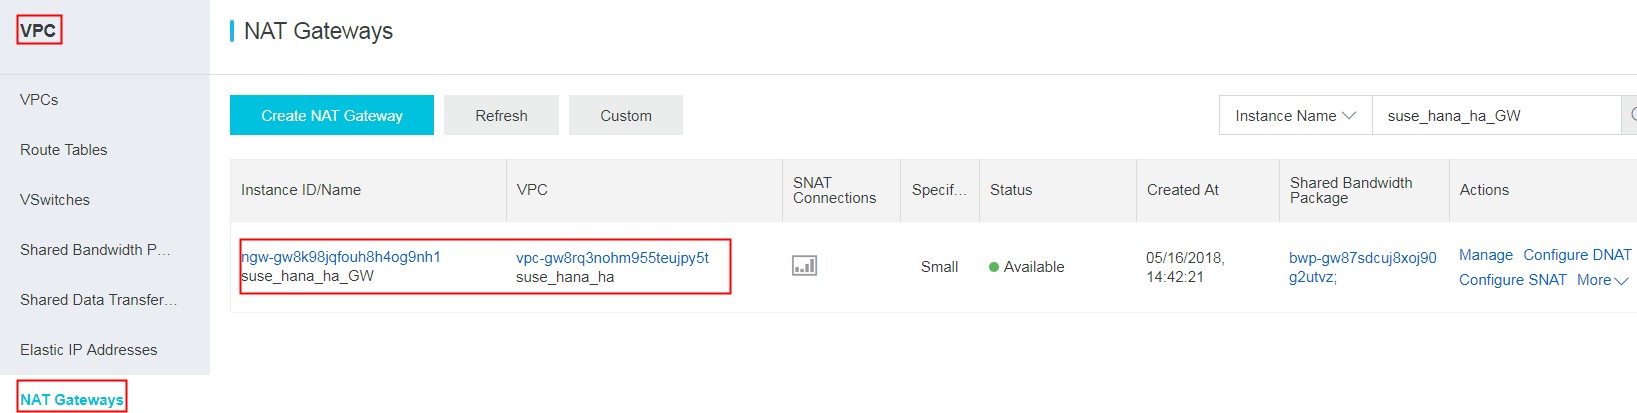 VPC
NAT Gateways
VPCs
Route Tables
VSwitches
Shared Bandwidth P...
Shared Data Transfer...
Elastic IP Addresses
NAT Gateways
Create NAT Gateway
Refresh
Custom
Instance Name
suse_hana_ha_GW
Instance ID/Name
VPC
SNAT
Connections
Specif...
Status
Created At
Shared Bandwidth
Package
Actions
ngw-gw8k98jqfouh8h4og9nh1
suse_hana_ha_GW
vpc-gw8rq3nohm955teujpy5t
suse_hana_ha
Small
Available
05/16/2018,
14:42:21
bwp-gw87sdcuj8xoj90
g2utvz;
Manage Configure DNAT
Configure SNAT More